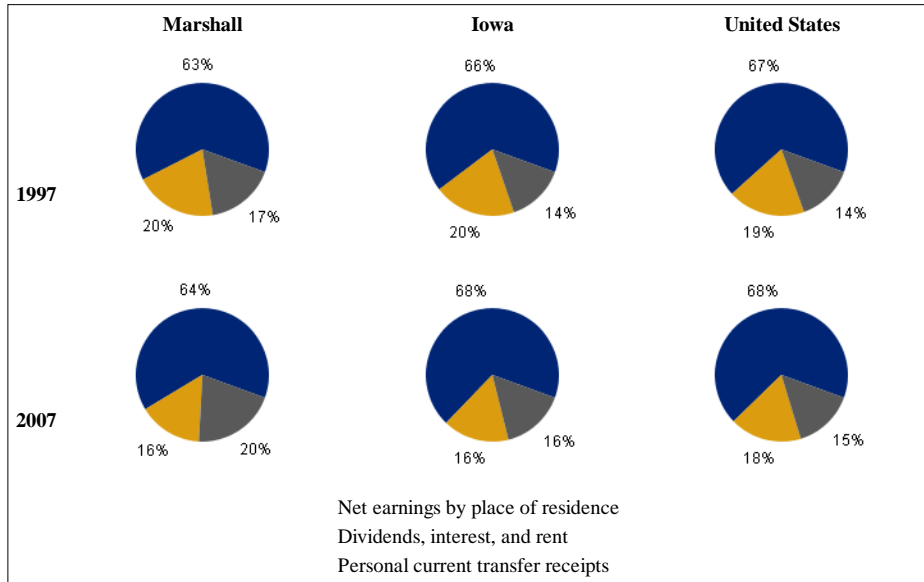 Marshall Iowa United States
63% 66% 67%
1997
20% 17% 20% 14% 19% 14%
64% 68% 68%
2007
16% 20% 16% 16% 18% 15%
Net earnings by place of residence
Dividends, interest, and rent
Personal current transfer receipts